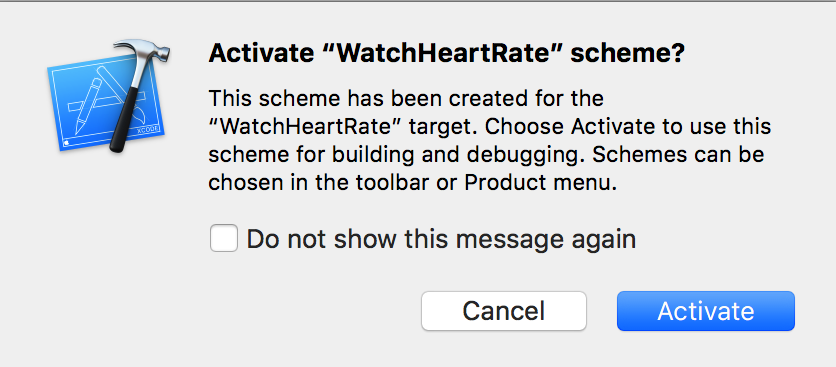 Activate “WatchHeartRate” scheme?
This scheme has been created for the
“WatchHeartRate” target. Choose Activate to use this
scheme for building and debugging. Schemes can be
chosen in the toolbar or Product menu.
XCODE
Do not show this message again
Cancel
Activate